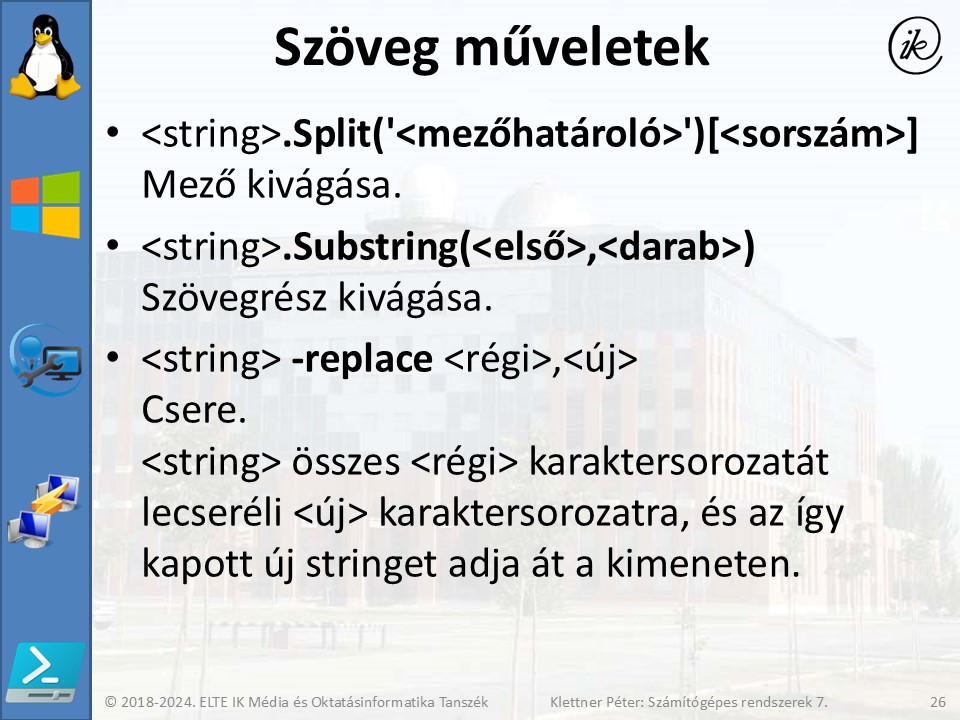 Szöveg műveletek
ik
• <string>.Split('<mezőhatároló>')[<sorszám>]
Mező kivágása.
• <string>.Substring(<első>,<darab>)
Szövegrész kivágása.
• <string> -replace <régi>,<új>
Csere.
<string> összes <régi> karaktersorozatát
lecseréli <új> karaktersorozatra, és az így
kapott új stringet adja át a kimeneten.
© 2018-2024. ELTE IK Média és Oktatásinformatika Tanszék Klettner Péter: Számítógépes rendszerek 7. 26